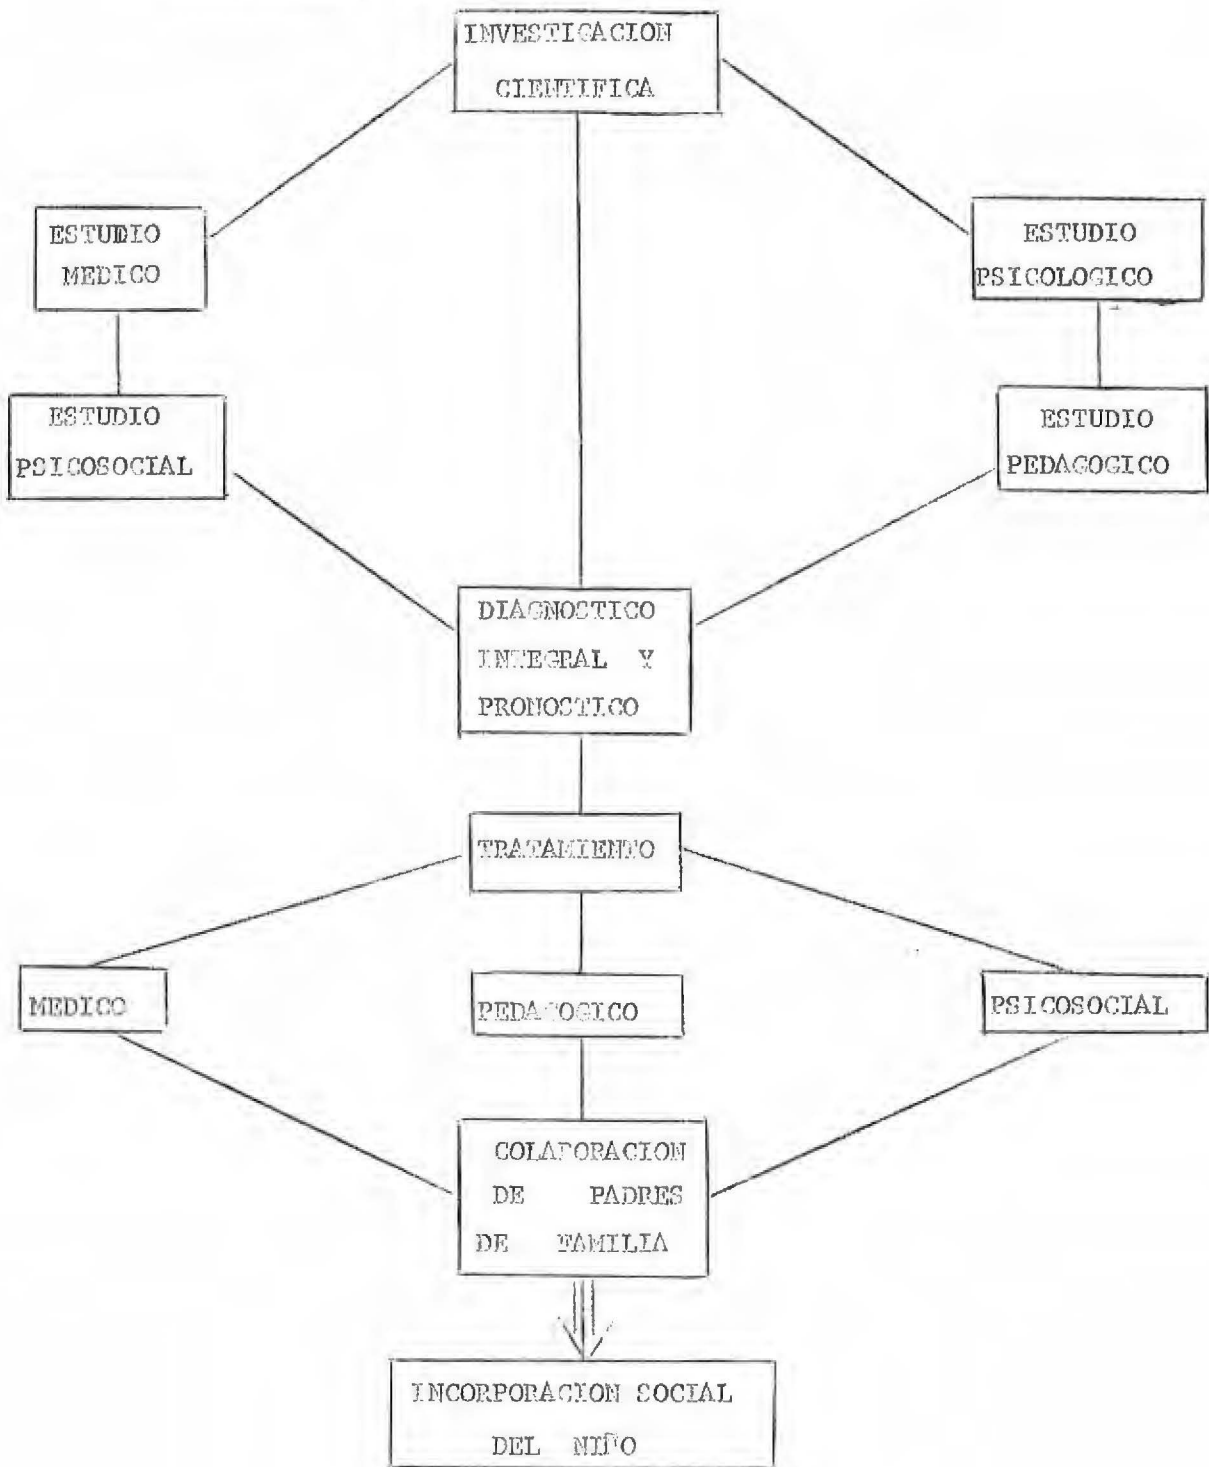 INVESTIGACION
CIENTIFICA
ESTUDIO
MEDICO
ESTUDIO
PSICOLOGICO
ESTUDIO
PSICOSOCIAL
ESTUDIO
PEDAGOGICO
DIAGNOSTICO
INTEGRAL Y
PRONOSTICO
TRATAMIENTO
MEDICO
PEDAGOGICO
PSICOSOCIAL
COLABORACION
DE PADRES
DE FAMILIA
INCORPORACION SOCIAL
DEL NIÑO